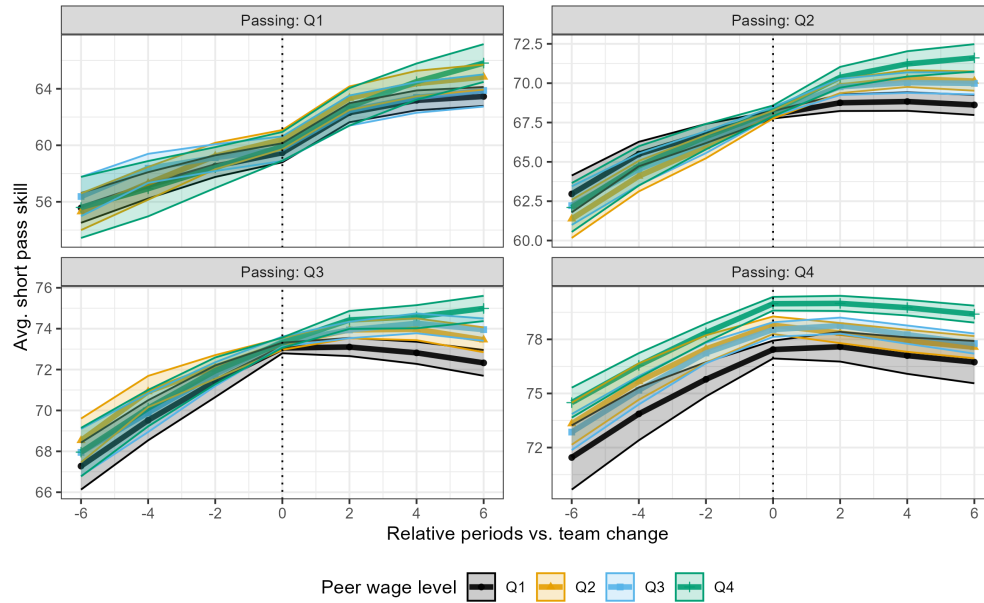 Passing: Q1
Passing: Q2
64
60
56
72.5
70.0
67.5
65.0
62.5
60.0
Avg. short pass skill
Passing: Q3
Passing: Q4
76
74
72
70
68
66
78
75
72
-6 -4 -2 0 2 4 6
-6 -4 -2 0 2 4 6
Relative periods vs. team change
Peer wage level Q1 Q2 Q3 Q4